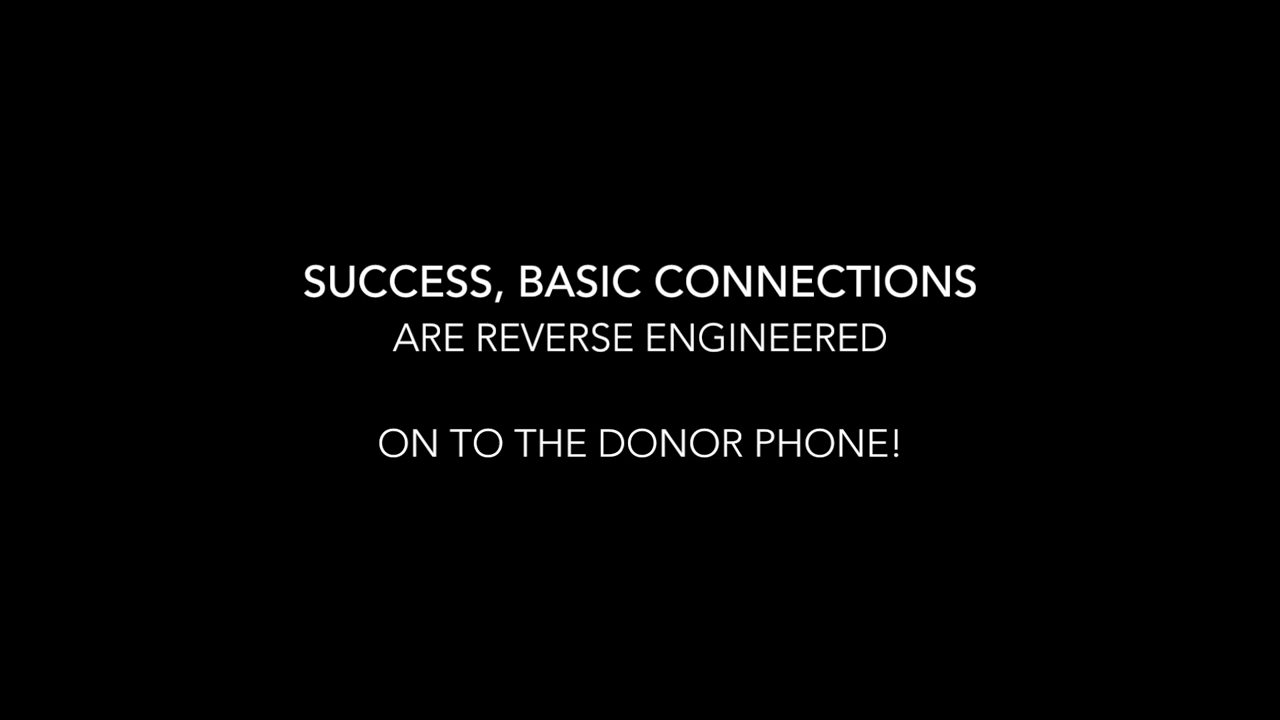 SUCCESS, BASIC CONNECTIONS
ARE REVERSE ENGINEERED
ON TO THE DONOR PHONE!